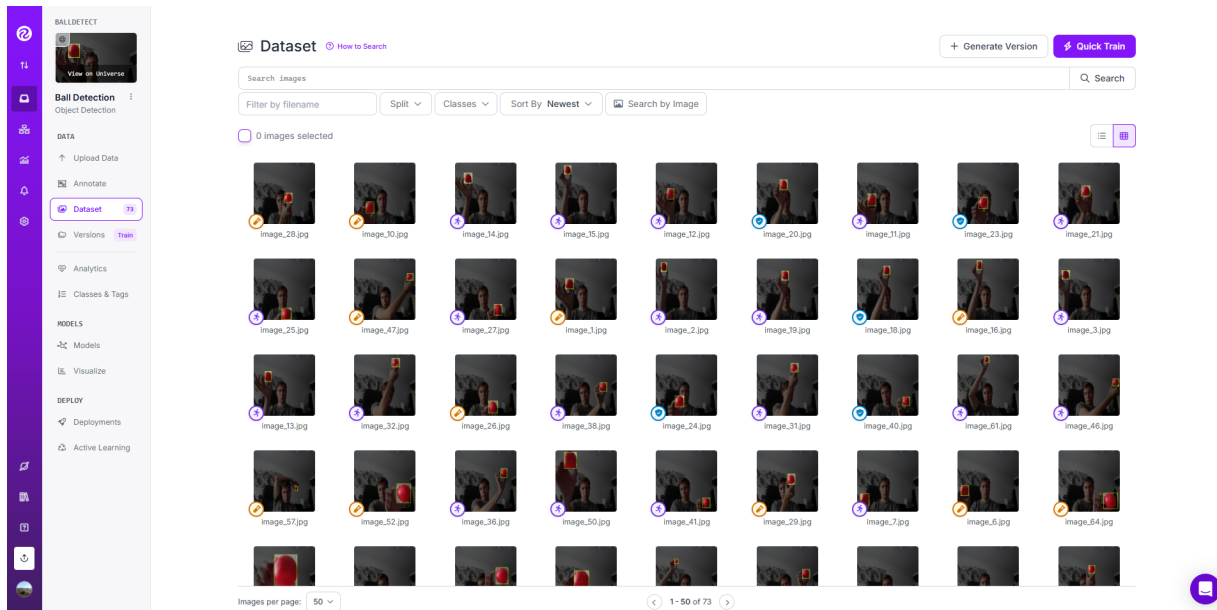 BALLDETECT
View on Universe
Ball Detection
Object Detection
DATA
Upload Data
Annotate
Dataset 73
Versions Train
Analytics
Classes & Tags
MODELS
Models
Visualize
DEPLOY
Deployments
Active Learning
Dataset How to Search
+ Generate Version Quick Train
Search images Search
Filter by filename Split Classes Sort By Newest Search by Image
0 images selected
image_28.jpg image_10.jpg image_14.jpg image_15.jpg image_12.jpg image_20.jpg image_11.jpg image_23.jpg image_21.jpg
image_25.jpg image_47.jpg image_27.jpg image_1.jpg image_2.jpg image_19.jpg image_18.jpg image_16.jpg image_3.jpg
image_13.jpg image_32.jpg image_26.jpg image_38.jpg image_24.jpg image_31.jpg image_40.jpg image_61.jpg image_46.jpg
image_57.jpg image_52.jpg image_36.jpg image_50.jpg image_41.jpg image_29.jpg image_7.jpg image_6.jpg image_64.jpg
Images per page: 50 1 - 50 of 73